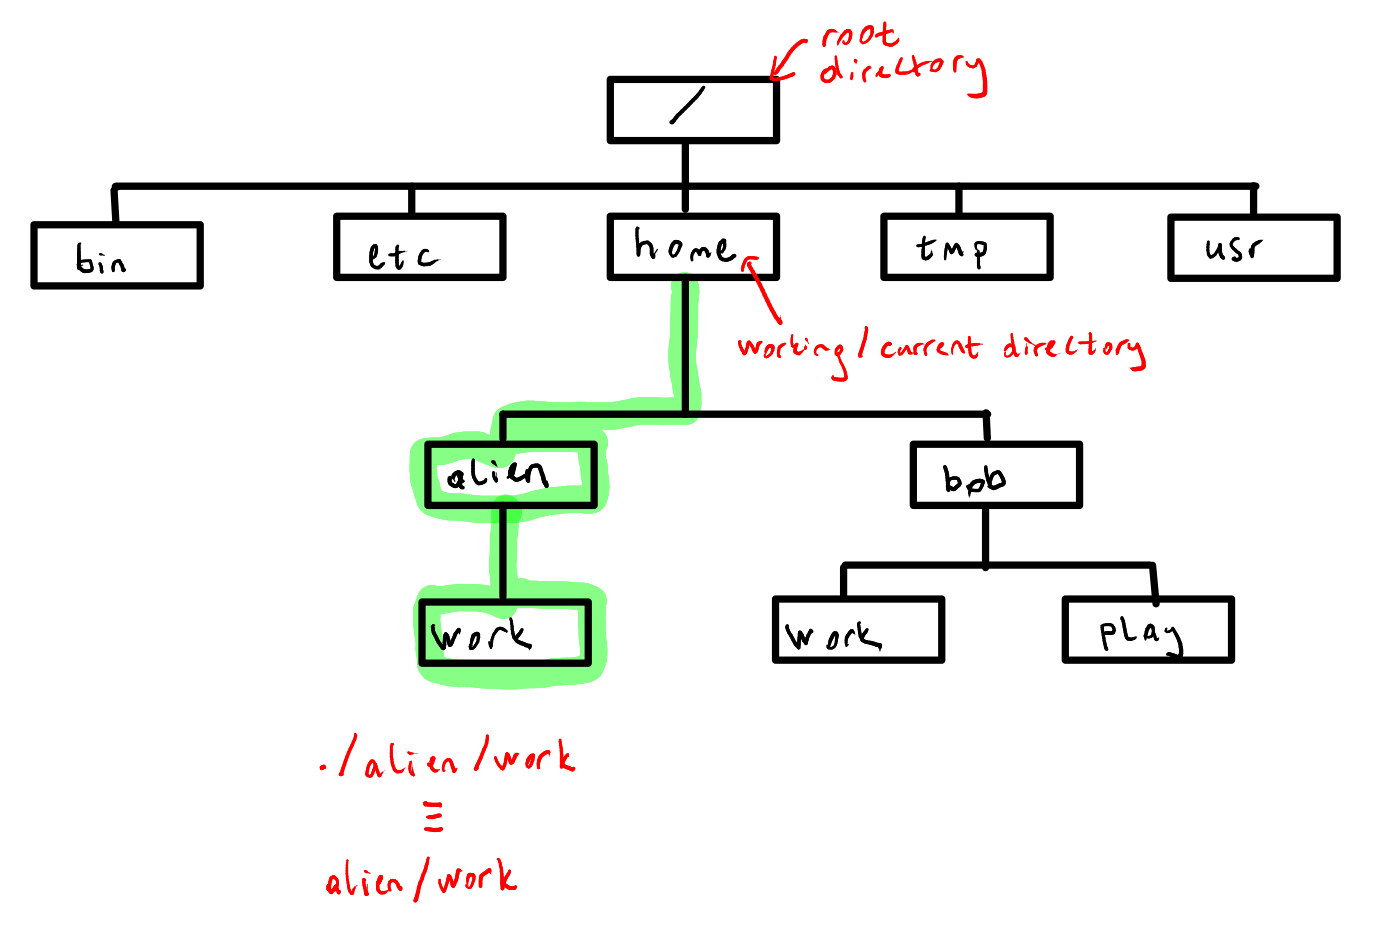 root
directory
/
bin
etc
home
tmp
usr
working/current directory
alien
bob
work
work
play
./alien/work
≡
alien/work